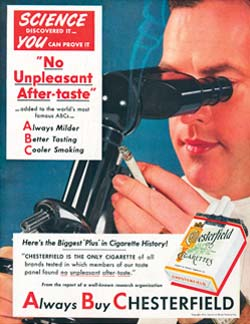 SCIENCE
DISCOVERED IT...
YOU CAN PROVE IT
"No
Unpleasant
After-taste"
...added to the world's most
famous ABCs...
Always Milder
Better Tasting
Cooler Smoking
A
B
C
Here's the Biggest "Plus" in Cigarette History!
"CHESTERFIELD IS THE ONLY CIGARETTE of all
brands tested in which members of our taste
panel found no unpleasant after-taste."
From the report of a well-known research organization
Always Buy CHESTERFIELD
Chesterfield
CIGARETTES
CHESTERFIELD